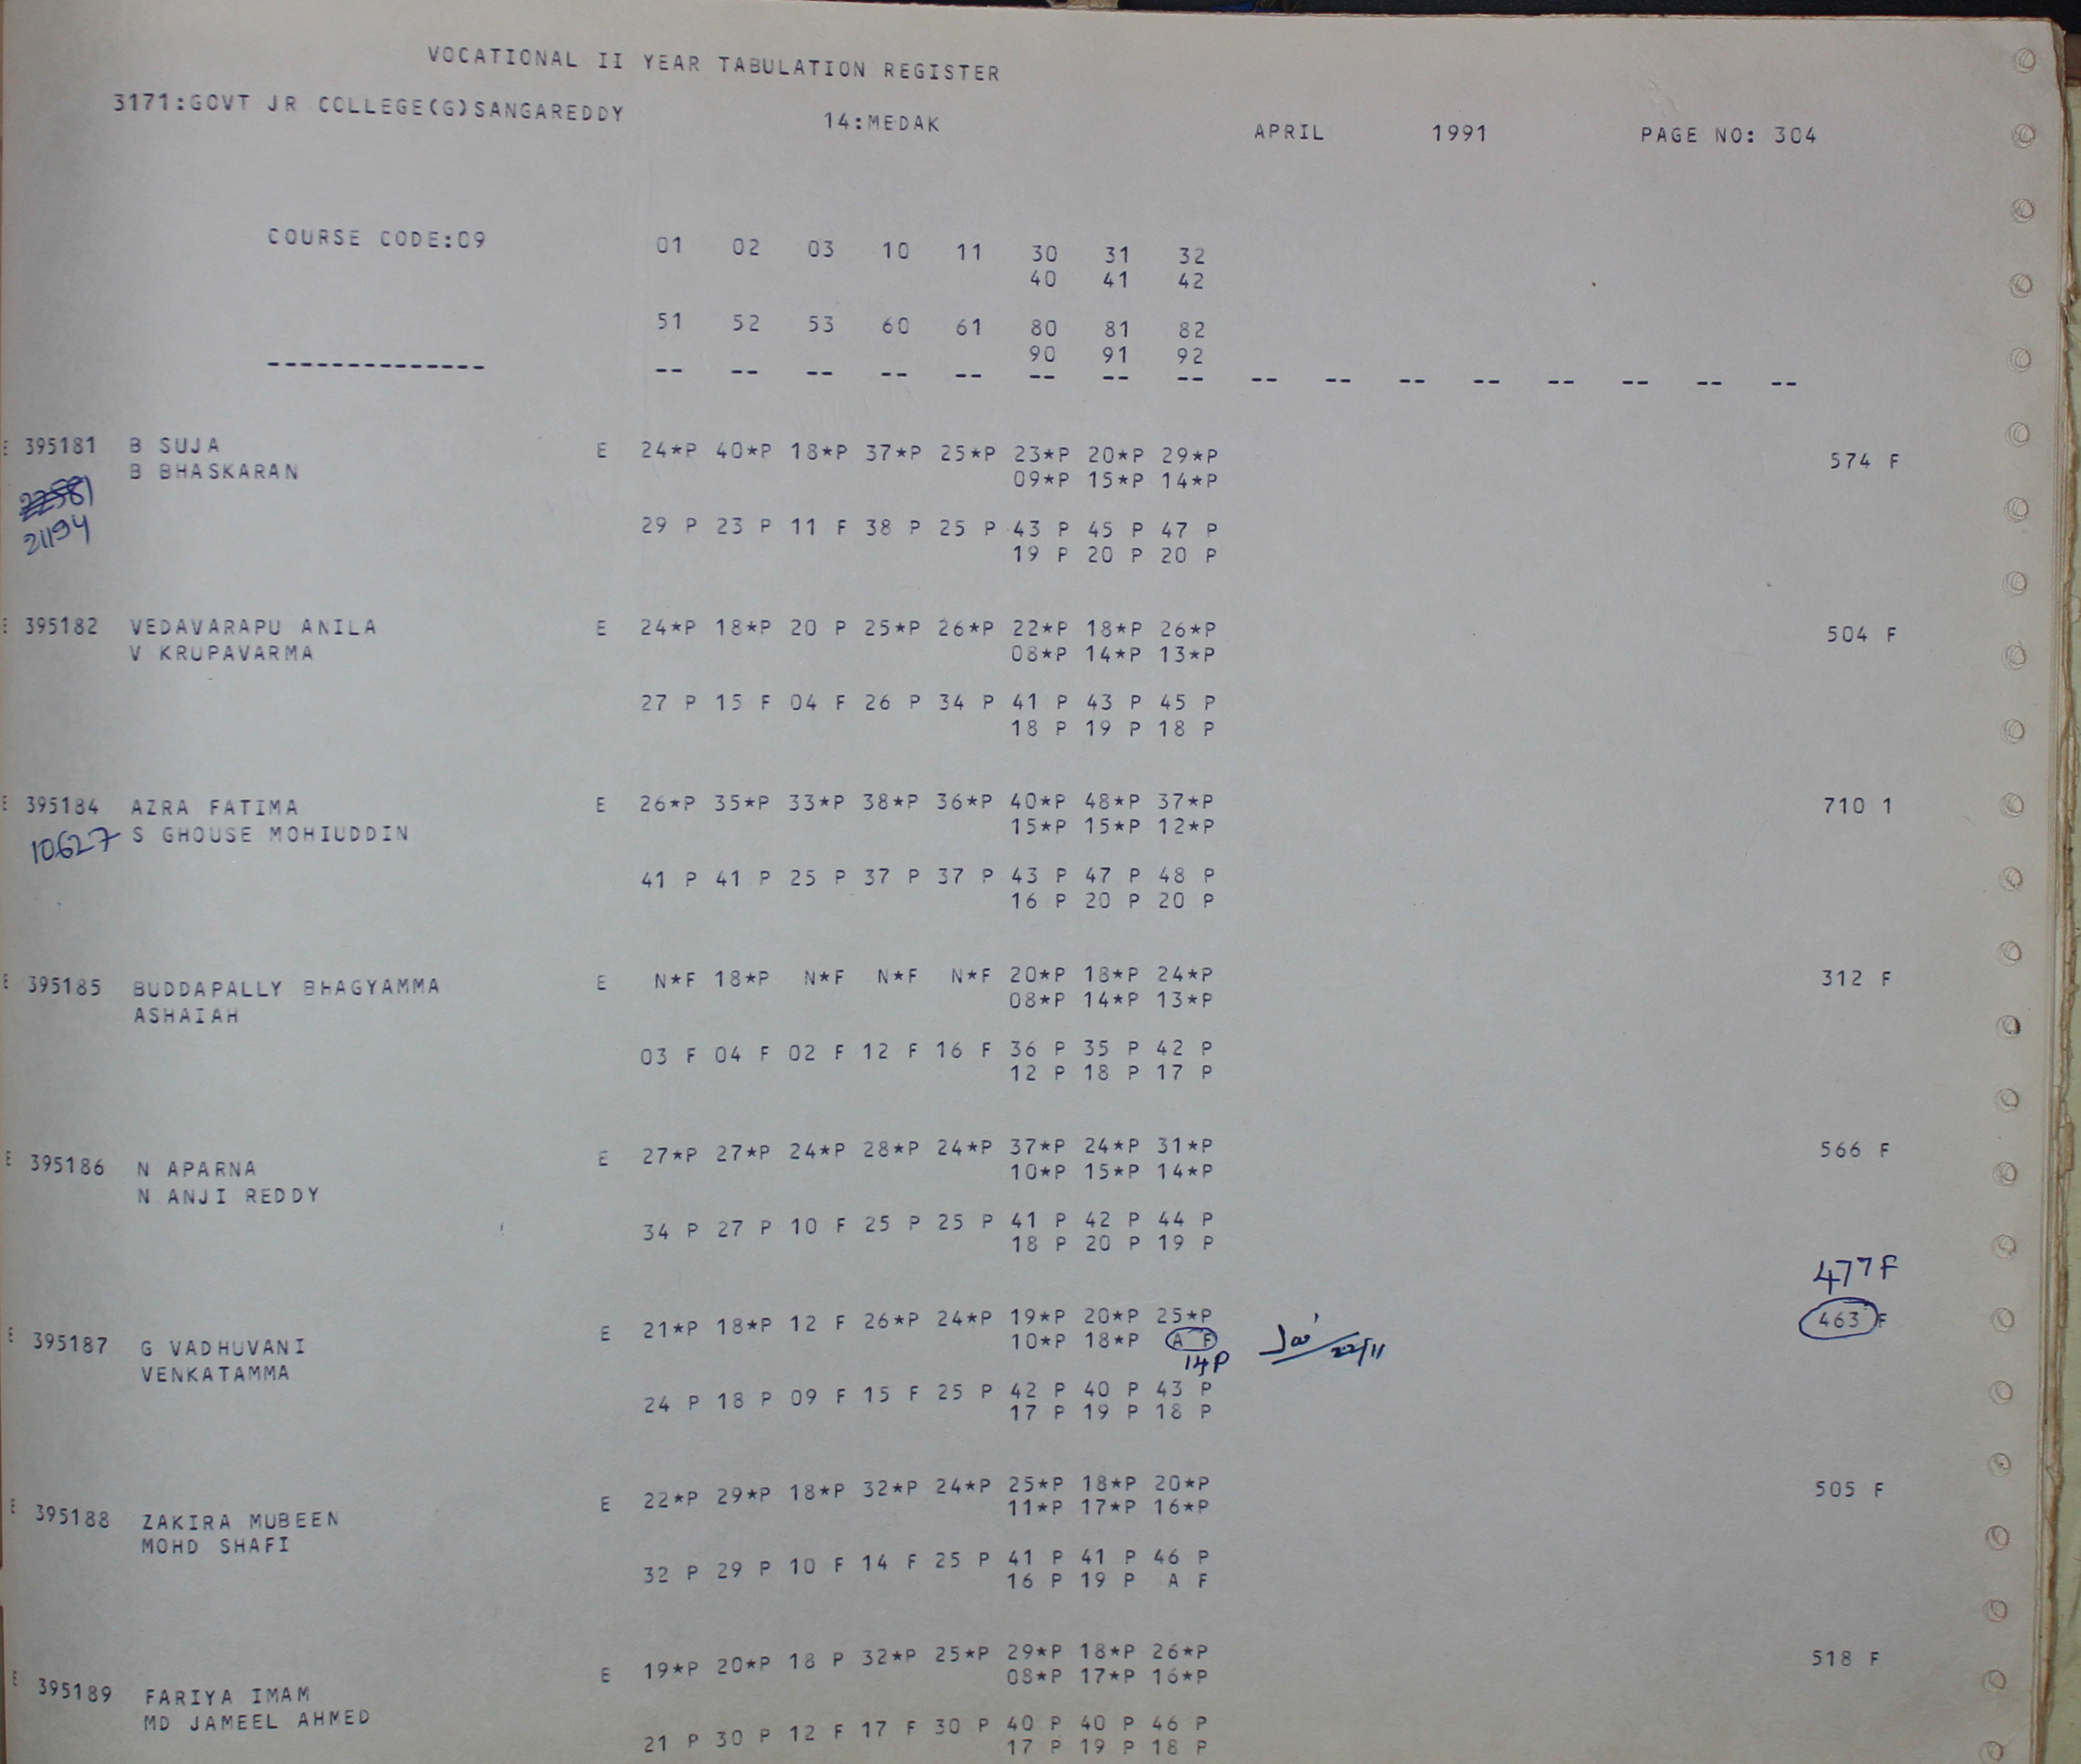 VOCATIONAL II YEAR TABULATION REGISTER
3171:GOVT JR COLLEGE(G)SANGAREDDY 14:MEDAK APRIL 1991 PAGE NO: 304
COURSE CODE:09 01 02 03 10 11 30 31 32
40 41 42
51 52 53 60 61 80 81 82
90 91 92
-------------- -- -- -- -- -- -- -- -- -- -- -- -- -- -- -- --
E 395181 B SUJA E 24*P 40*P 18*P 37*P 25*P 23*P 20*P 29*P 574 F
B BHASKARAN 09*P 15*P 14*P
21194
29 P 23 P 11 F 38 P 25 P 43 P 45 P 47 P
19 P 20 P 20 P
E 395182 VEDAVARAPU ANILA E 24*P 18*P 20 P 25*P 26*P 22*P 18*P 26*P 504 F
V KRUPAVARMA 08*P 14*P 13*P
27 P 15 F 04 F 26 P 34 P 41 P 43 P 45 P
18 P 19 P 18 P
E 395184 AZRA FATIMA E 26*P 35*P 33*P 38*P 36*P 40*P 48*P 37*P 710 1
10627 S GHOUSE MOHIUDDIN 15*P 15*P 12*P
41 P 41 P 25 P 37 P 37 P 43 P 47 P 48 P
16 P 20 P 20 P
E 395185 BUDDAPALLY BHAGYAMMA E N*F 18*P N*F N*F N*F 20*P 18*P 24*P 312 F
ASHAIAH 08*P 14*P 13*P
03 F 04 F 02 F 12 F 16 F 36 P 35 P 42 P
12 P 18 P 17 P
E 395186 N APARNA E 27*P 27*P 24*P 28*P 24*P 37*P 24*P 31*P 566 F
N ANJI REDDY 10*P 15*P 14*P
34 P 27 P 10 F 25 P 25 P 41 P 42 P 44 P
18 P 20 P 19 P
477 F
E 395187 G VADHUVANI E 21*P 18*P 12 F 26*P 24*P 19*P 20*P 25*P 463 F
VENKATAMMA 10*P 18*P A F 22/11
14 P
24 P 18 P 09 F 15 F 25 P 42 P 40 P 43 P
17 P 19 P 18 P
E 395188 ZAKIRA MUBEEN E 22*P 29*P 18*P 32*P 24*P 25*P 18*P 20*P 505 F
MOHD SHAFI 11*P 17*P 16*P
32 P 29 P 10 F 14 F 25 P 41 P 41 P 46 P
16 P 19 P A F
E 395189 FARIYA IMAM E 19*P 20*P 18 P 32*P 25*P 29*P 18*P 26*P 518 F
MD JAMEEL AHMED 08*P 17*P 16*P
21 P 30 P 12 F 17 F 30 P 40 P 40 P 46 P
17 P 19 P 18 P